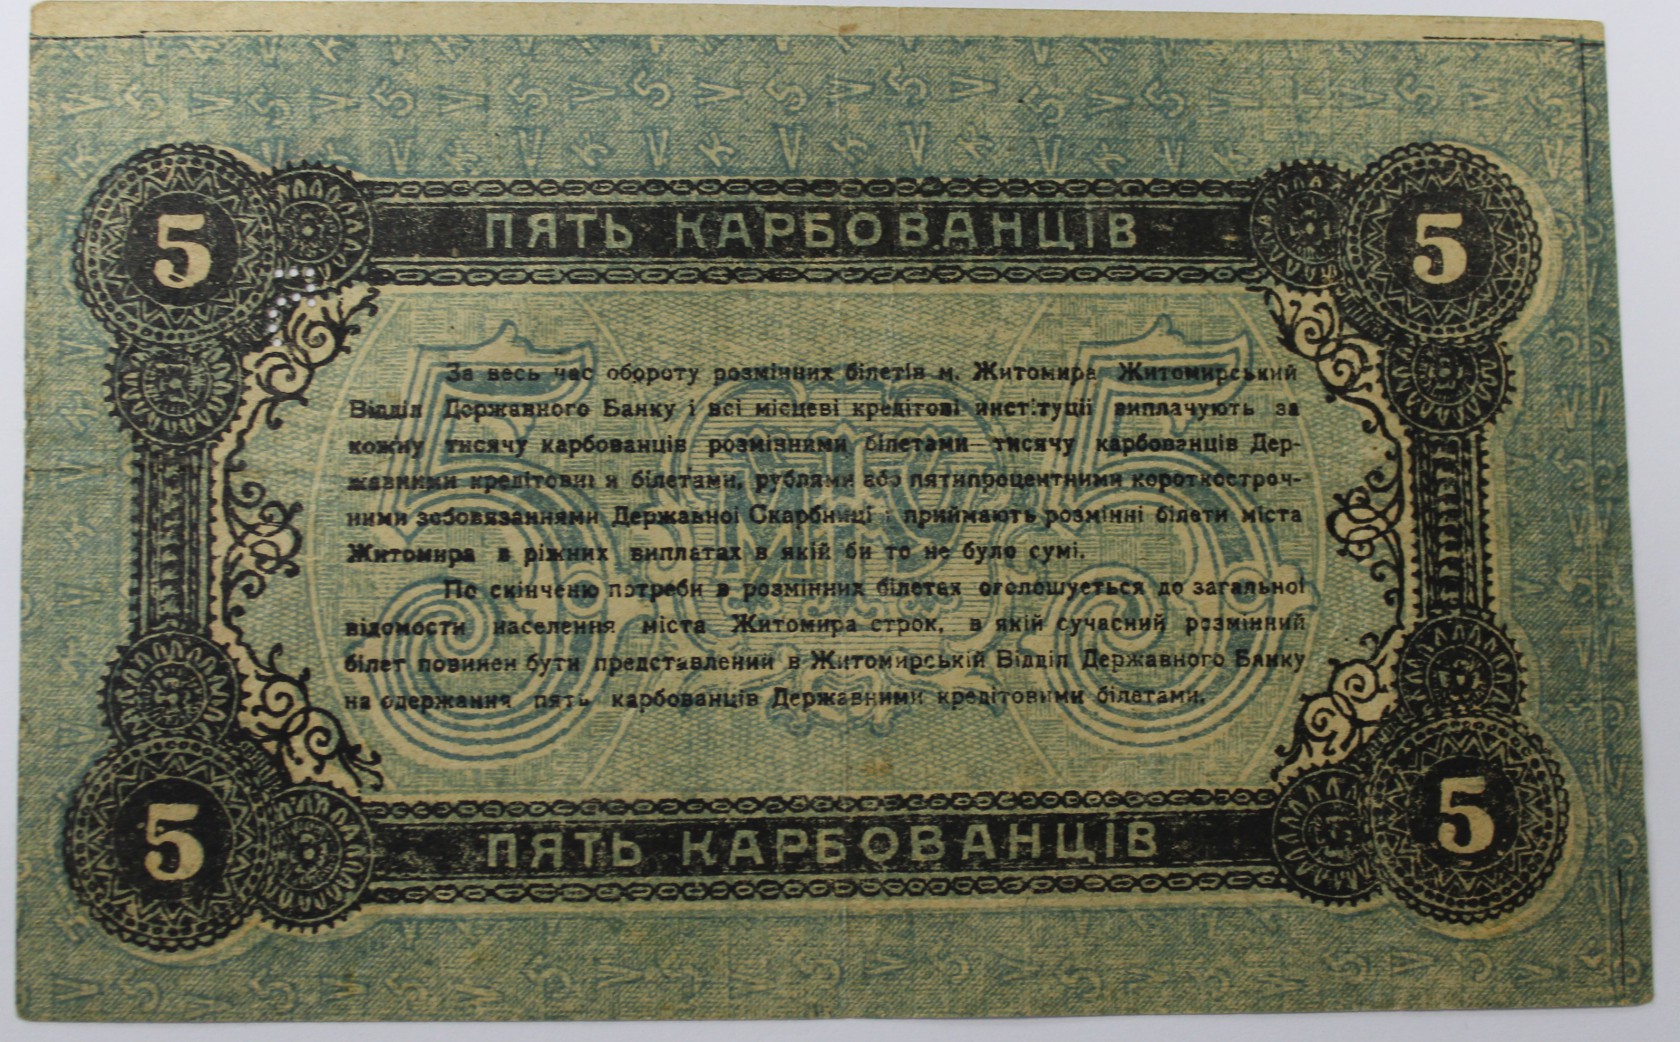 5 ПЯТЬ КАРБОВАНЦІВ 5
За весь час обороту розмічних білетів м. Житомира Житомирський
Відділ Державного Банку і всі місцеві кредітові инстітуції виплачують за
кожну тисячу карбованців розмінними білетами тисячу карбованців Дер-
жавними кредітовими білетами, рублями або пятипроцентними короткостроч-
ними зобовязаннями Державної Скарбниці і приймають розмінні білети міста
Житомира в ріжних виплатах в якій би то не було сумі.
По скінченю потреби в розмінних білетах оголошується до загальної
відомости населення міста Житомира строк, в якій сучасний розмінний
білет повинен бути представлений в Житомирській Відділ Державного Банку
на одержання пять карбованців Державними кредітовими білетами.
5 ПЯТЬ КАРБОВАНЦІВ 5